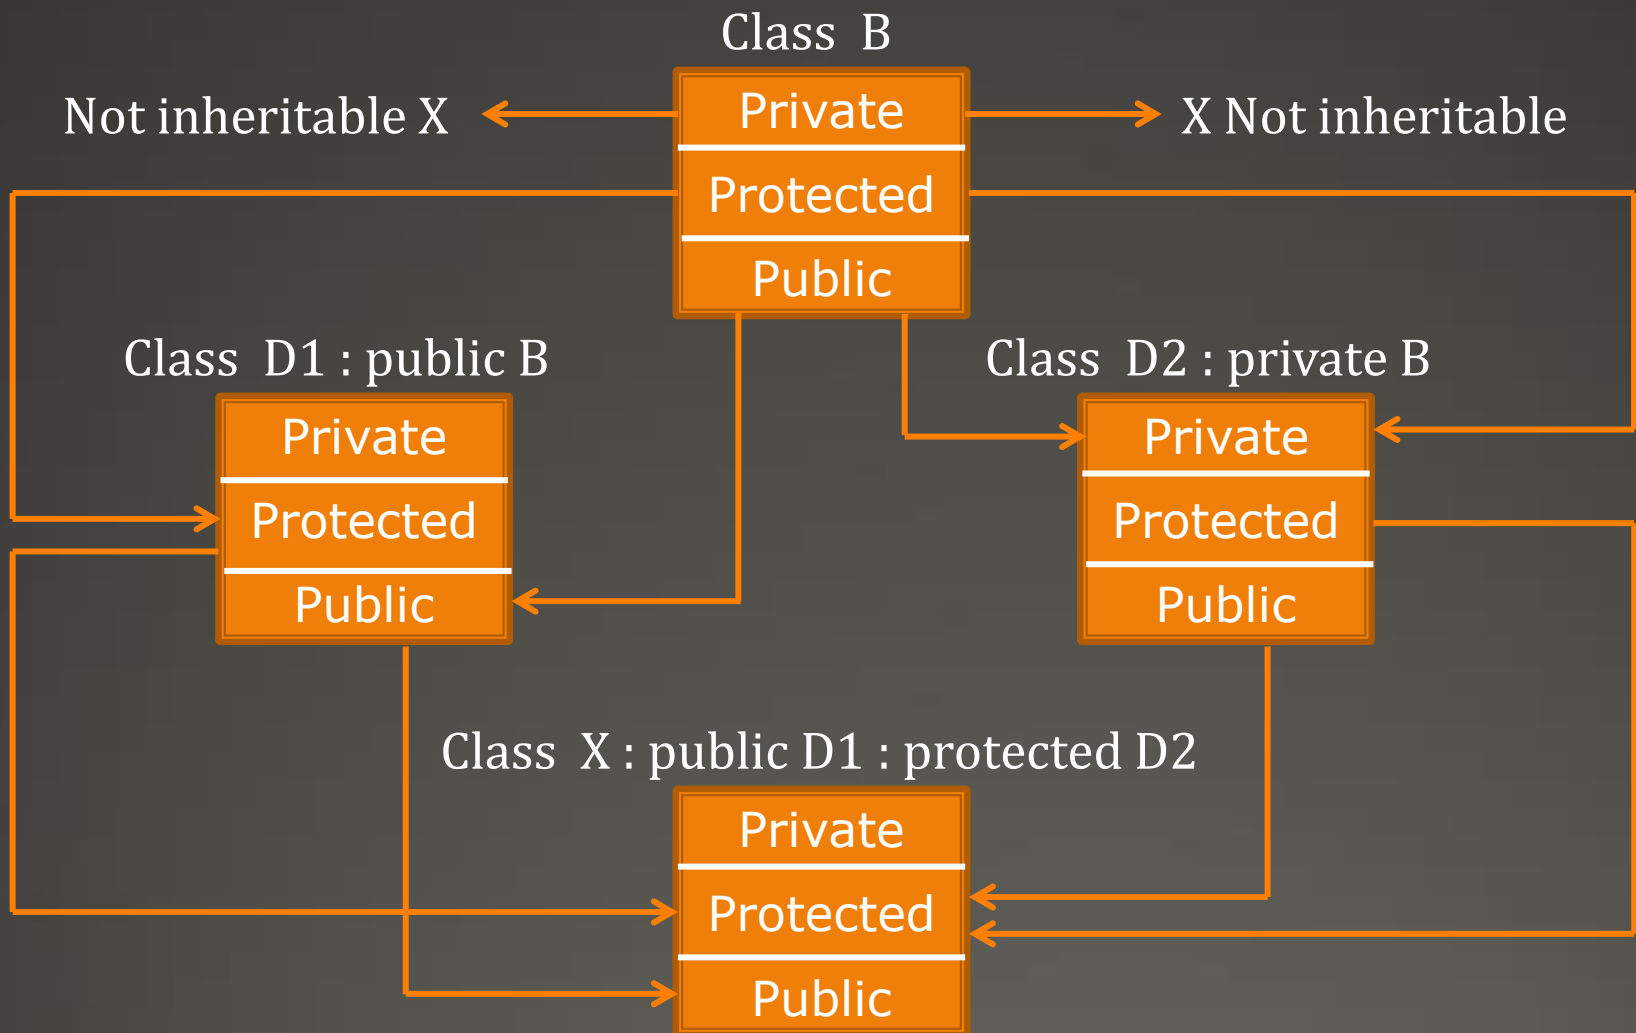 Class B
Not inheritable X
Private
X Not inheritable
Protected
Public
Class D1 : public B
Private
Protected
Public
Class D2 : private B
Private
Protected
Public
Class X : public D1 : protected D2
Private
Protected
Public